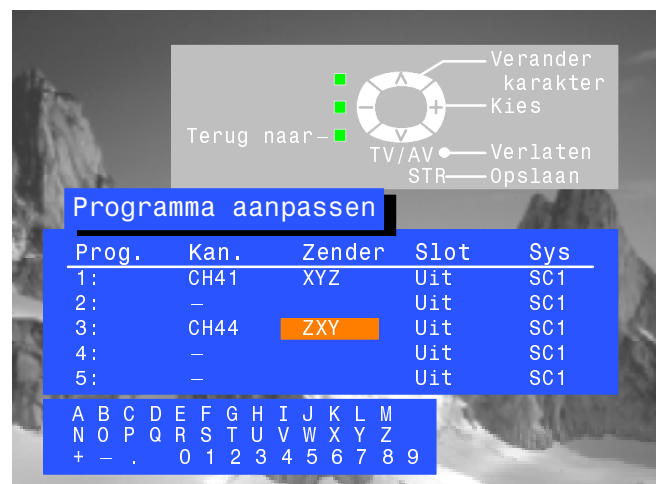 Verander
karakter
Kies
Terug naar
TV/AV Verlaten
STR Opslaan
Programma aanpassen
Prog. Kan. Zender Slot Sys
1: CH41 XYZ Uit SC1
2: – Uit SC1
3: CH44 ZXY Uit SC1
4: – Uit SC1
5: – Uit SC1
A B C D E F G H I J K L M
N O P Q R S T U V W X Y Z
+ – . 0 1 2 3 4 5 6 7 8 9